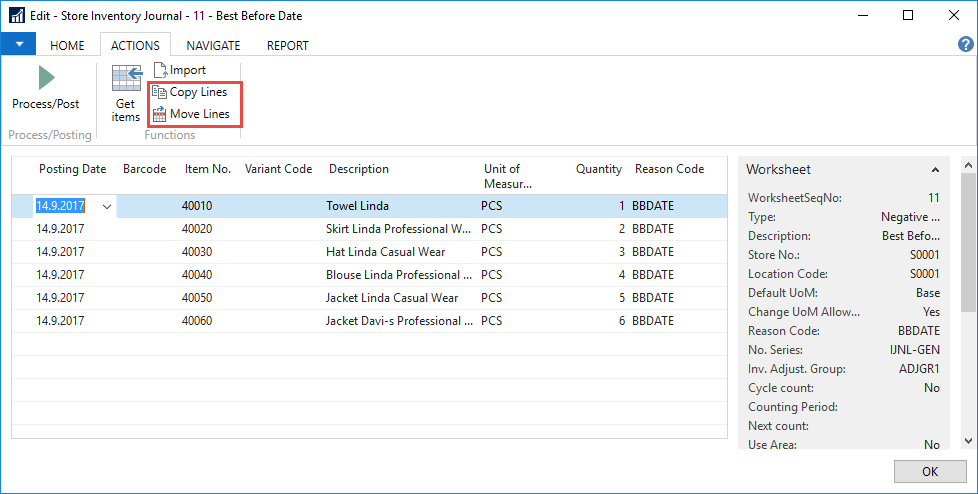 Edit - Store Inventory Journal - 11 - Best Before Date
HOME ACTIONS NAVIGATE REPORT
Process/Post
Get items
Import
Copy Lines
Move Lines
Process/Posting
Functions
Posting Date Barcode Item No. Variant Code Description Unit of Measur... Quantity Reason Code
14.9.2017 40010 Towel Linda PCS 1 BBDATE
14.9.2017 40020 Skirt Linda Professional W... PCS 2 BBDATE
14.9.2017 40030 Hat Linda Casual Wear PCS 3 BBDATE
14.9.2017 40040 Blouse Linda Professional ... PCS 4 BBDATE
14.9.2017 40050 Jacket Linda Casual Wear PCS 5 BBDATE
14.9.2017 40060 Jacket Davi-s Professional ... PCS 6 BBDATE
Worksheet
WorksheetSeqNo: 11
Type: Negative ...
Description: Best Befo...
Store No.: S0001
Location Code: S0001
Default UoM: Base
Change UoM Allow... Yes
Reason Code: BBDATE
No. Series: IJNL-GEN
Inv. Adjust. Group: ADJGR1
Cycle count: No
Counting Period:
Next count:
Use Area: No
OK